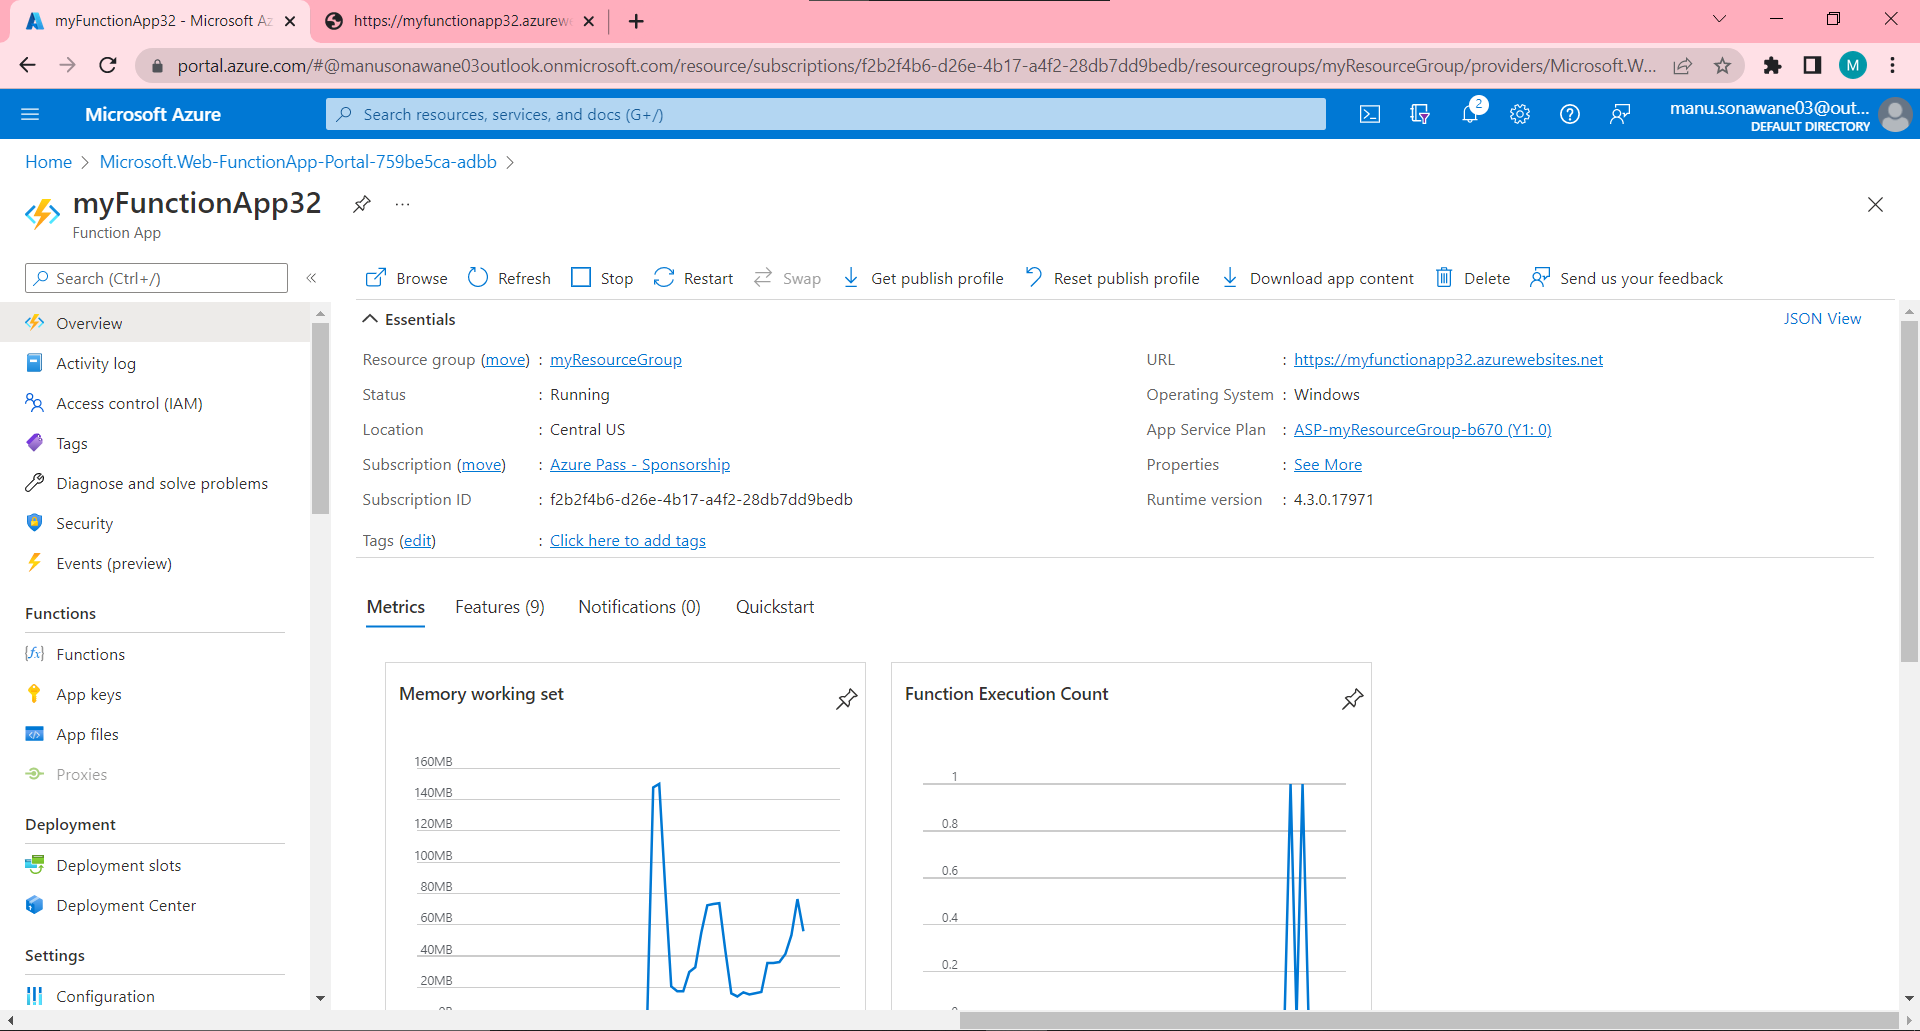 myFunctionApp32 - Microsoft Az
https://myfunctionapp32.azurew
portal.azure.com/#@manusonawane03outlook.onmicrosoft.com/resource/subscriptions/f2b2f4b6-d26e-4b17-a4f2-28db7dd9bedb/resourcegroups/myResourceGroup/providers/Microsoft.W...
M
Microsoft Azure
Search resources, services, and docs (G+/)
2
manu.sonawane03@out...
DEFAULT DIRECTORY
Home > Microsoft.Web-FunctionApp-Portal-759be5ca-adbb >
myFunctionApp32
...
Function App
Search (Ctrl+/)
«
Browse Refresh Stop Restart Swap Get publish profile Reset publish profile Download app content Delete Send us your feedback
Overview
Activity log
Access control (IAM)
Tags
Diagnose and solve problems
Security
Events (preview)
Functions
Functions
App keys
App files
Proxies
Deployment
Deployment slots
Deployment Center
Settings
Configuration
Essentials
JSON View
Resource group (move) : myResourceGroup
Status : Running
Location : Central US
Subscription (move) : Azure Pass - Sponsorship
Subscription ID : f2b2f4b6-d26e-4b17-a4f2-28db7dd9bedb
Tags (edit) : Click here to add tags
URL : https://myfunctionapp32.azurewebsites.net
Operating System : Windows
App Service Plan : ASP-myResourceGroup-b670 (Y1: 0)
Properties : See More
Runtime version : 4.3.0.17971
Metrics Features (9) Notifications (0) Quickstart
Memory working set
160MB
140MB
120MB
100MB
80MB
60MB
40MB
20MB
Function Execution Count
1
0.8
0.6
0.4
0.2